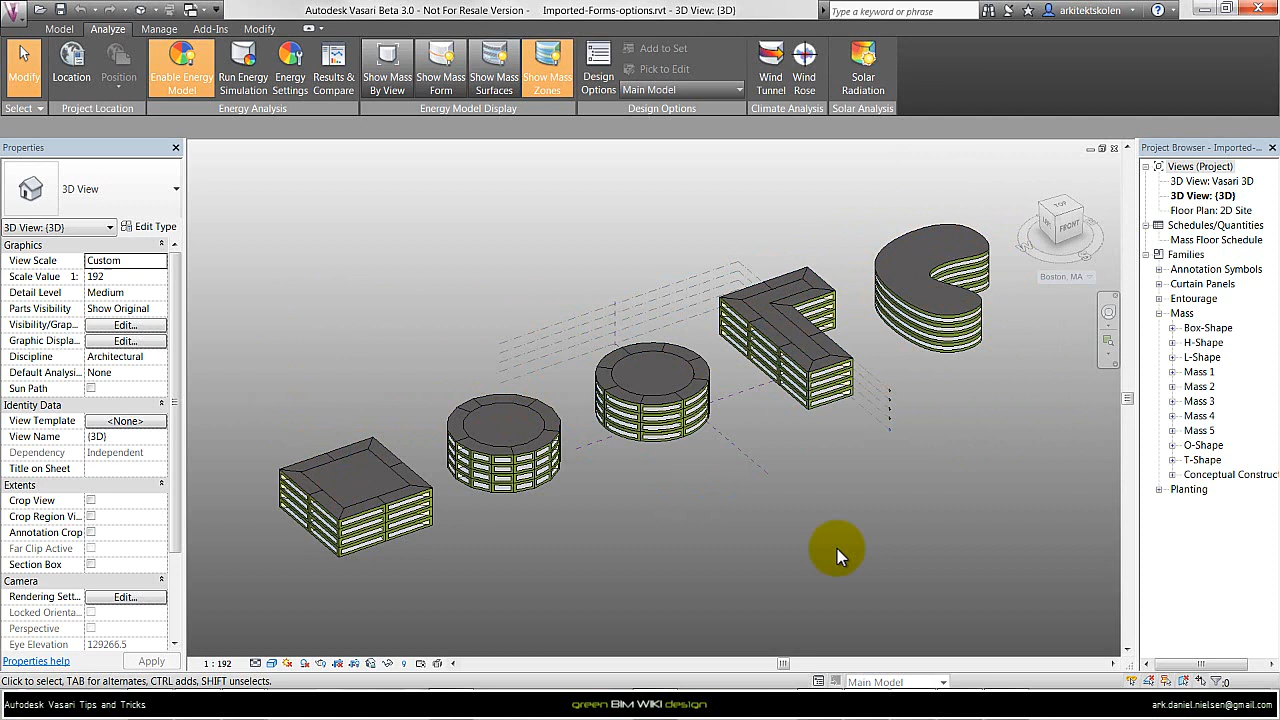 Autodesk Vasari Beta 3.0 - Not For Resale Version - Imported-Forms-options.rvt - 3D View: {3D}
Type a keyword or phrase
arkitektskolen
Model Analyze Manage Add-Ins Modify
Modify
Location
Position
Enable Energy Model
Run Energy Simulation
Energy Settings
Results & Compare
Show Mass By View
Show Mass Form
Show Mass Surfaces
Show Mass Zones
Design Options
Add to Set
Pick to Edit
Main Model
Wind Tunnel
Wind Rose
Solar Radiation
Select
Project Location
Energy Analysis
Energy Model Display
Design Options
Climate Analysis
Solar Analysis
Properties
3D View
3D View: {3D}
Edit Type
Graphics
View Scale Custom
Scale Value 1: 192
Detail Level Medium
Parts Visibility Show Original
Visibility/Grap... Edit...
Graphic Displa... Edit...
Discipline Architectural
Default Analysi... None
Sun Path
Identity Data
View Template <None>
View Name {3D}
Dependency Independent
Title on Sheet
Extents
Crop View
Crop Region Vi...
Annotation Crop
Far Clip Active
Section Box
Camera
Rendering Sett... Edit...
Locked Orienta...
Perspective
Eye Elevation 129266.5
Properties help
Apply
TOP
FRONT
Boston, MA
Project Browser - Imported-...
Views (Project)
3D View: Vasari 3D
3D View: {3D}
Floor Plan: 2D Site
Schedules/Quantities
Mass Floor Schedule
Families
Annotation Symbols
Curtain Panels
Entourage
Mass
Box-Shape
H-Shape
L-Shape
Mass 1
Mass 2
Mass 3
Mass 4
Mass 5
O-Shape
T-Shape
Conceptual Construc
Planting
1 : 192
Click to select, TAB for alternates, CTRL adds, SHIFT unselects.
Main Model
:0
Autodesk Vasari Tips and Tricks
green BIM WIKI design
ark.daniel.nielsen@gmail.com